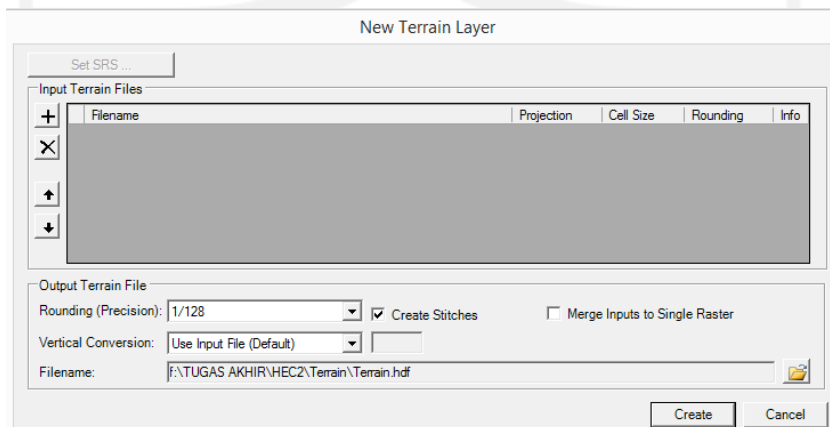 New Terrain Layer
Set SRS ...
Input Terrain Files
Filename Projection Cell Size Rounding Info
Output Terrain File
Rounding (Precision): 1/128 Create Stitches Merge Inputs to Single Raster
Vertical Conversion: Use Input File (Default)
Filename: f:\TUGAS AKHIR\HEC2\Terrain\Terrain.hdf
Create Cancel